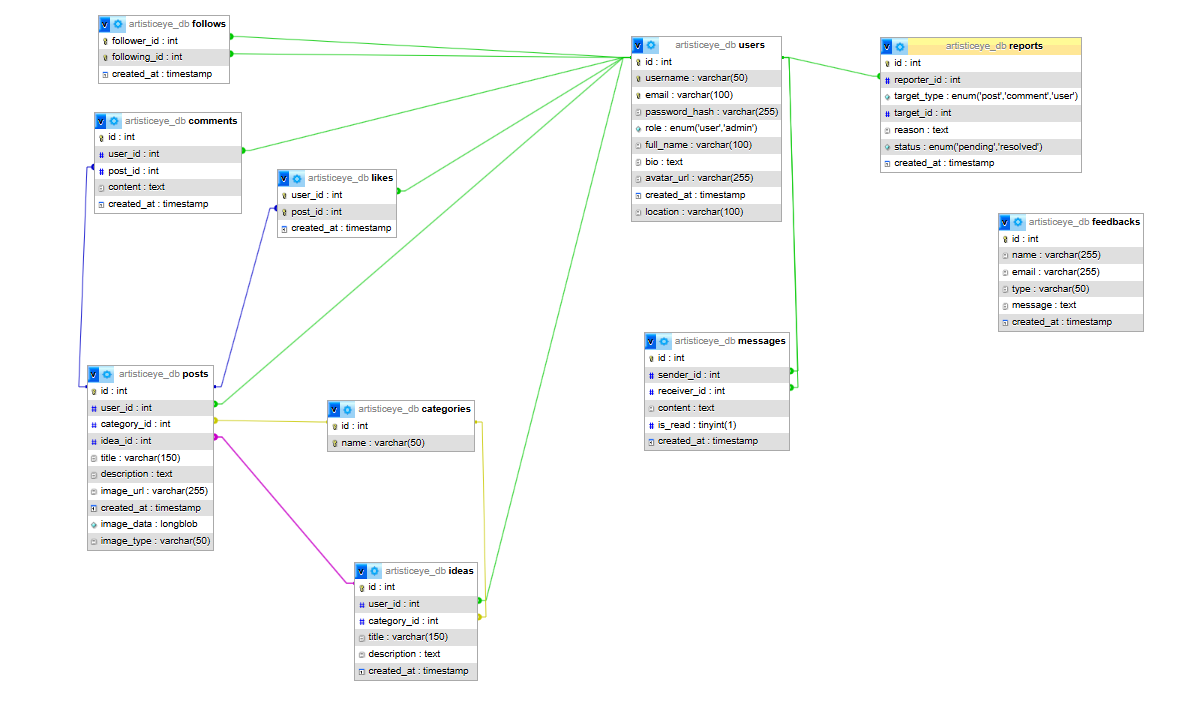 artisticeye_db follows
follower_id : int
following_id : int
created_at : timestamp
artisticeye_db users
id : int
username : varchar(50)
email : varchar(100)
password_hash : varchar(255)
role : enum('user','admin')
full_name : varchar(100)
bio : text
avatar_url : varchar(255)
created_at : timestamp
location : varchar(100)
artisticeye_db reports
id : int
reporter_id : int
target_type : enum('post','comment','user')
target_id : int
reason : text
status : enum('pending','resolved')
created_at : timestamp
artisticeye_db comments
id : int
user_id : int
post_id : int
content : text
created_at : timestamp
artisticeye_db likes
user_id : int
post_id : int
created_at : timestamp
artisticeye_db feedbacks
id : int
name : varchar(255)
email : varchar(255)
type : varchar(50)
message : text
created_at : timestamp
artisticeye_db messages
id : int
sender_id : int
receiver_id : int
content : text
is_read : tinyint(1)
created_at : timestamp
artisticeye_db posts
id : int
user_id : int
category_id : int
idea_id : int
title : varchar(150)
description : text
image_url : varchar(255)
created_at : timestamp
image_data : longblob
image_type : varchar(50)
artisticeye_db categories
id : int
name : varchar(50)
artisticeye_db ideas
id : int
user_id : int
category_id : int
title : varchar(150)
description : text
created_at : timestamp